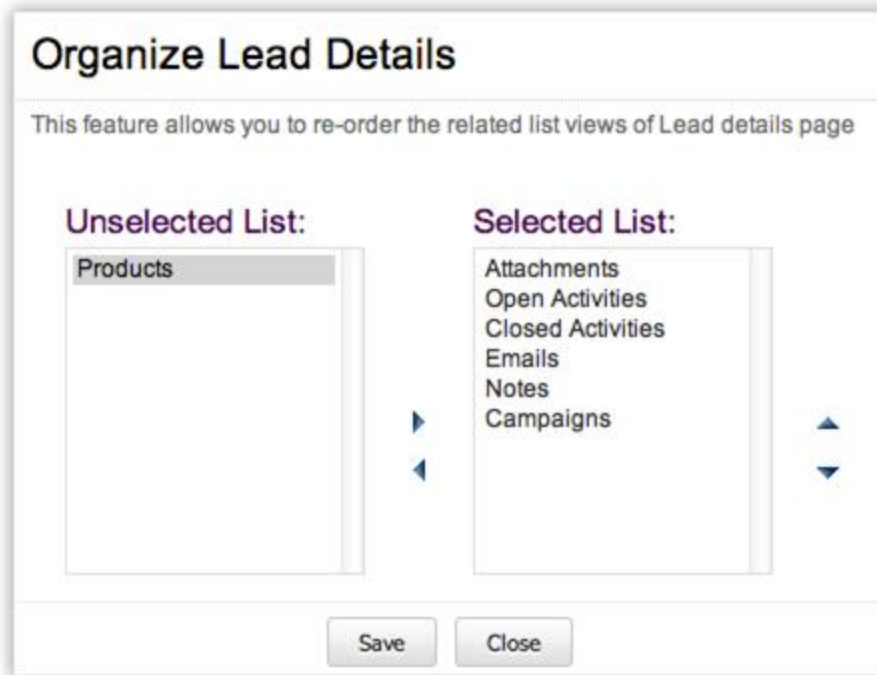 Organize Lead Details
This feature allows you to re-order the related list views of Lead details page
Unselected List:
Products
Selected List:
Attachments
Open Activities
Closed Activities
Emails
Notes
Campaigns
Save
Close